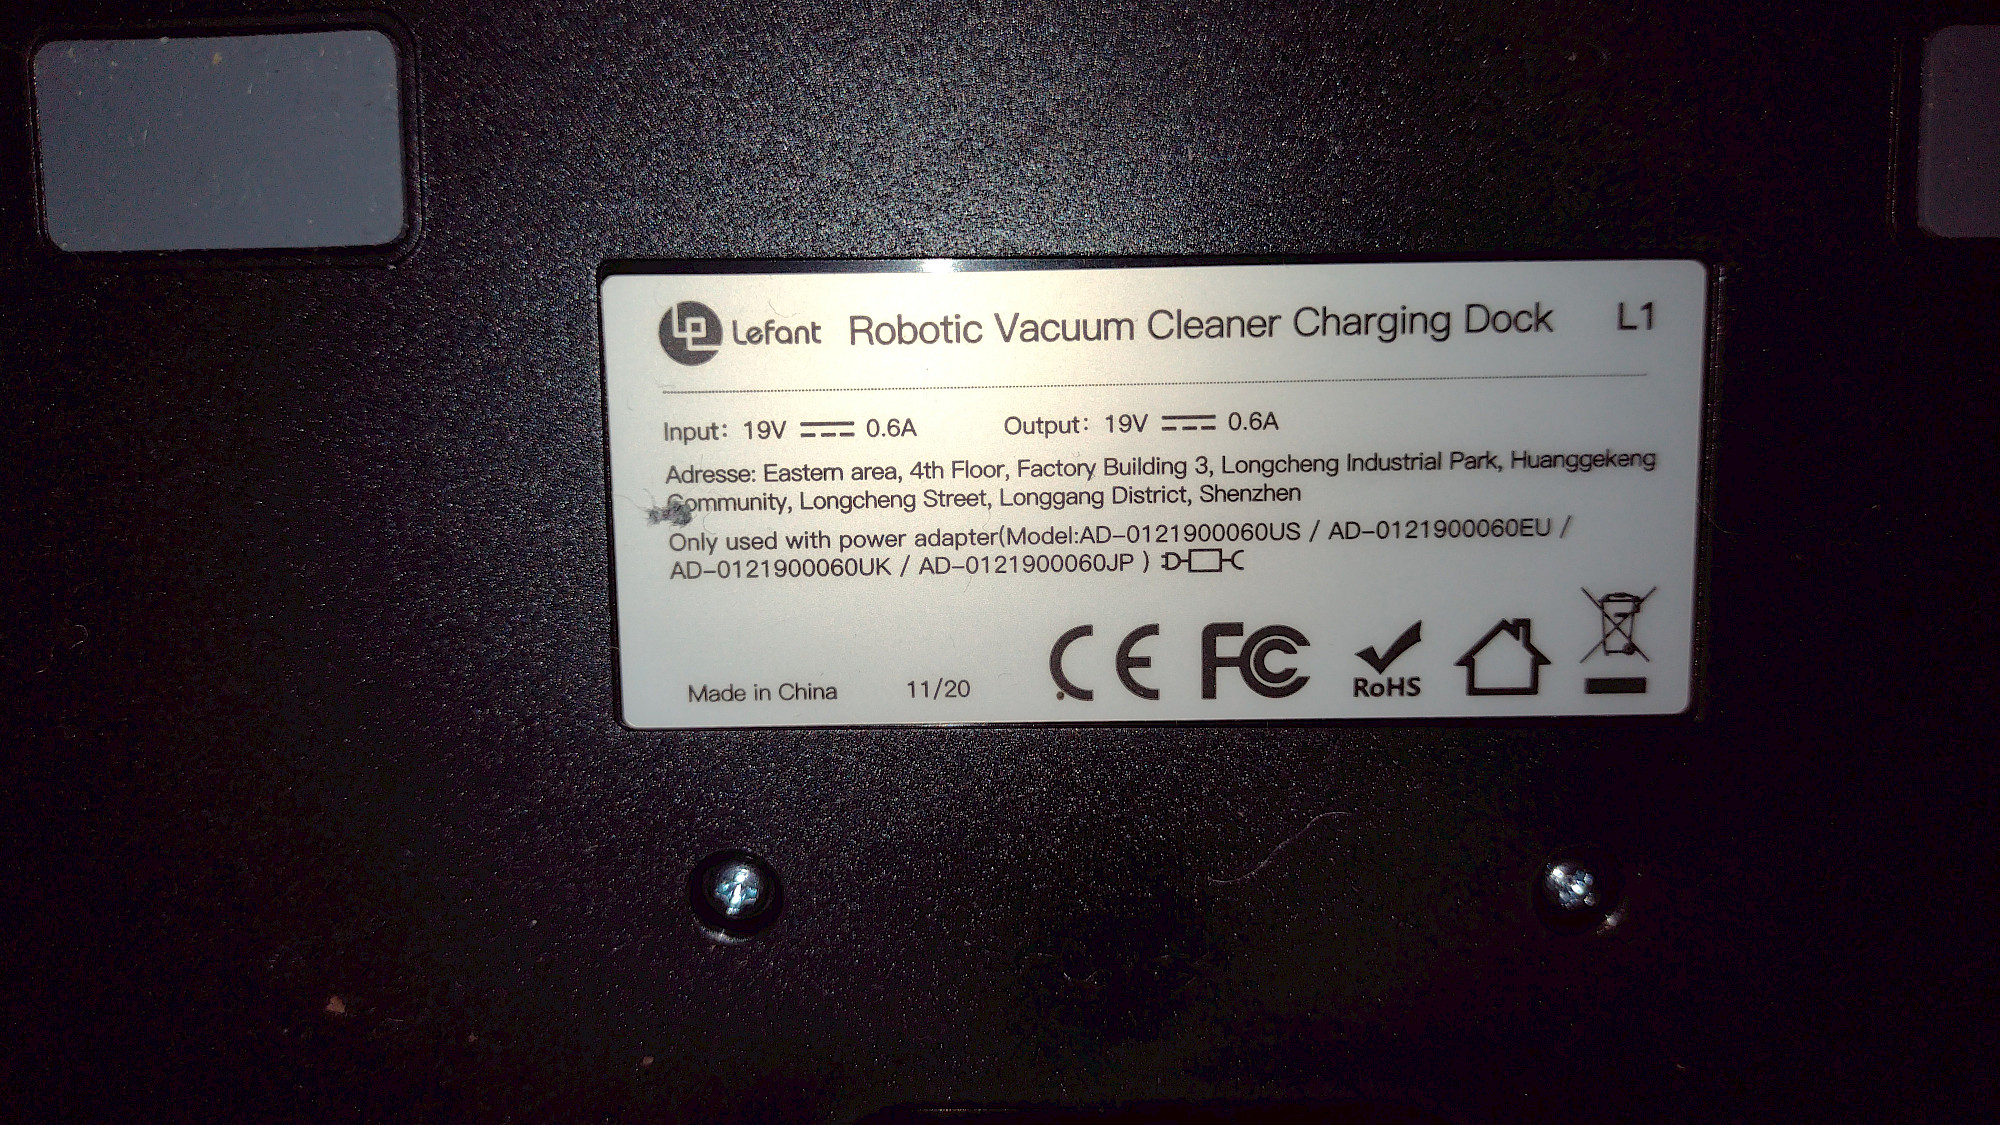 Lefant Robotic Vacuum Cleaner Charging Dock L1
Input: 19V 0.6A Output: 19V 0.6A
Adresse: Eastern area, 4th Floor, Factory Building 3, Longcheng Industrial Park, Huanggekeng
Community, Longcheng Street, Longgang District, Shenzhen
Only used with power adapter(Model:AD-0121900060US / AD-0121900060EU /
AD-0121900060UK / AD-0121900060JP )
Made in China 11/20 CE FC RoHS